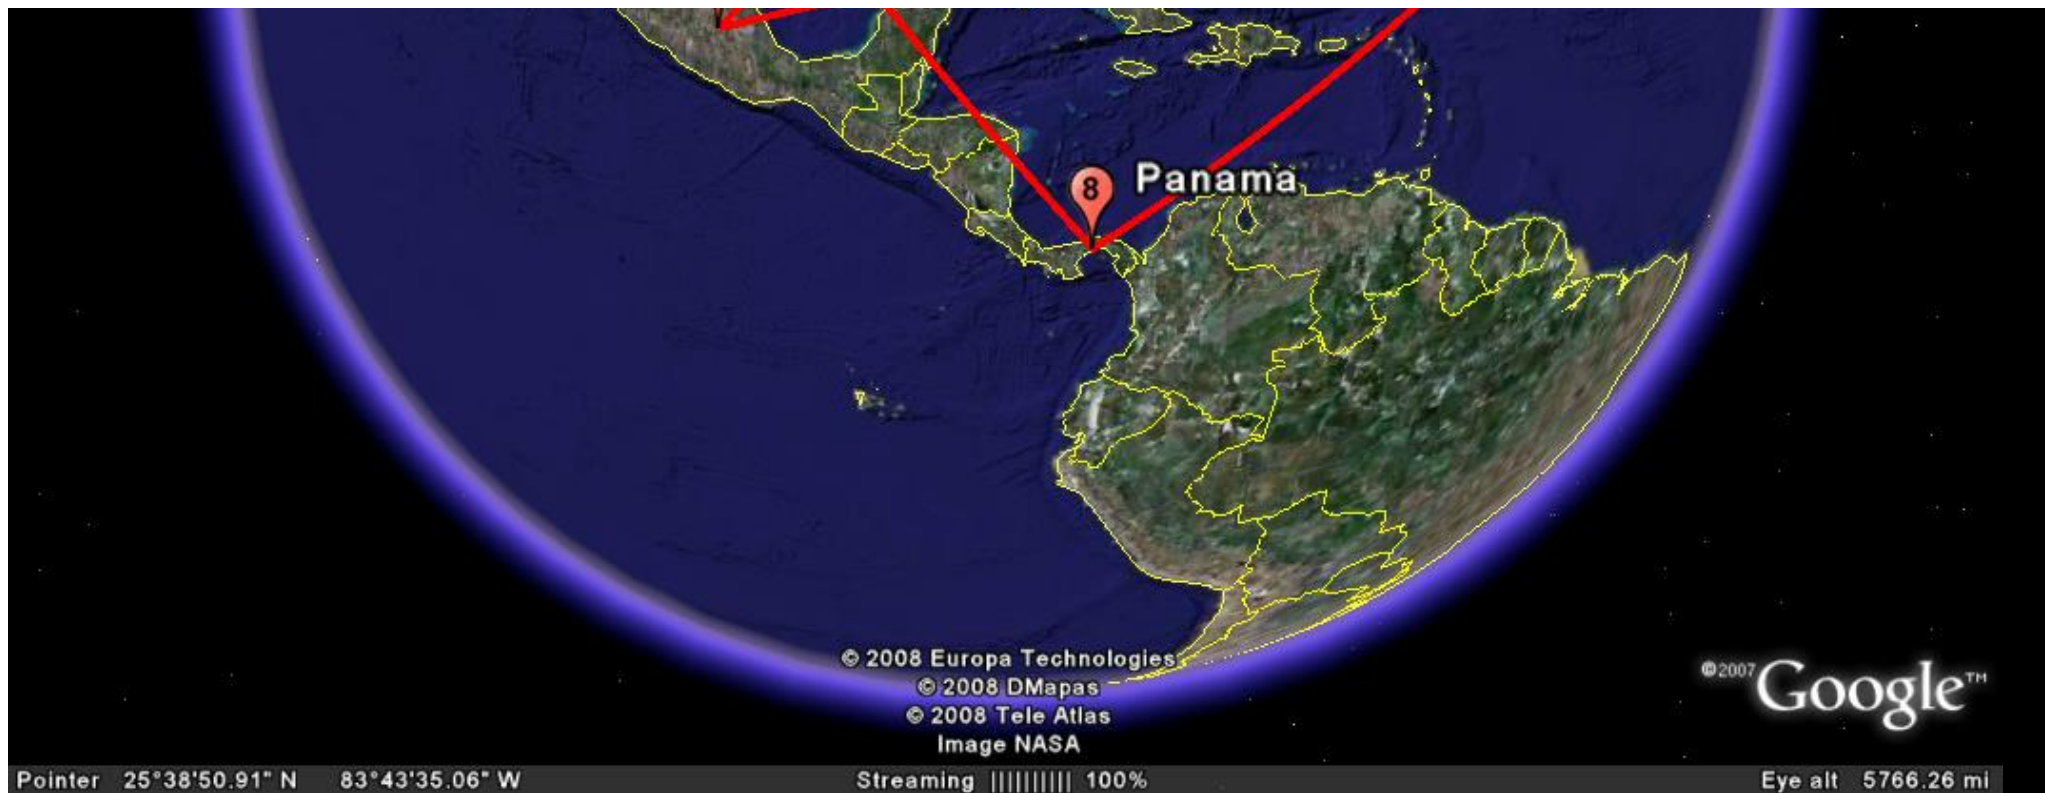 8 Panama
© 2008 Europa Technologies
© 2008 DMapas
© 2008 Tele Atlas
Image NASA
©2007 Google™
Pointer 25°38'50.91" N 83°43'35.06" W Streaming |||||||||| 100% Eye alt 5766.26 mi